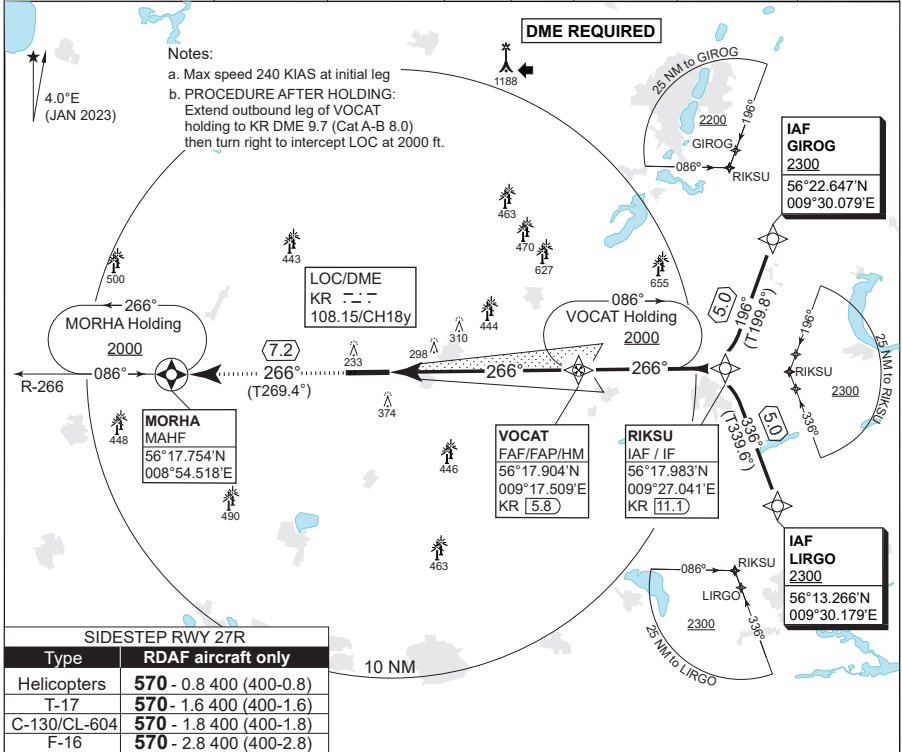 DME REQUIRED
Notes:
a. Max speed 240 KIAS at initial leg
b. PROCEDURE AFTER HOLDING:
Extend outbound leg of VOCAT
holding to KR DME 9.7 (Cat A-B 8.0)
then turn right to intercept LOC at 2000 ft.
4.0°E
(JAN 2023)
1188
25 NM to GIROG
2200
196°
GIROG
086°
RIKSU
IAF
GIROG
2300
56°22.647'N
009°30.079'E
463
470
627
655
443
500
444
310
298
233
374
LOC/DME
KR
108.15/CH18y
266°
MORHA Holding
2000
086°
R-266
7.2
266°
(T269.4°)
086°
VOCAT Holding
2000
266°
266°
5.0
196°
(T199.8°)
196°
RIKSU
2300
336°
25 NM to RIKSU
5.0
336°
(T339.6°)
MORHA
MAHF
56°17.754'N
008°54.518'E
448
490
446
463
VOCAT
FAF/FAP/HM
56°17.904'N
009°17.509'E
KR 5.8
RIKSU
IAF / IF
56°17.983'N
009°27.041'E
KR 11.1
IAF
LIRGO
2300
56°13.266'N
009°30.179'E
086°
RIKSU
LIRGO
2300
336°
25 NM to LIRGO
10 NM
SIDESTEP RWY 27R
Type RDAF aircraft only
Helicopters 570 - 0.8 400 (400-0.8)
T-17 570 - 1.6 400 (400-1.6)
C-130/CL-604 570 - 1.8 400 (400-1.8)
F-16 570 - 2.8 400 (400-2.8)